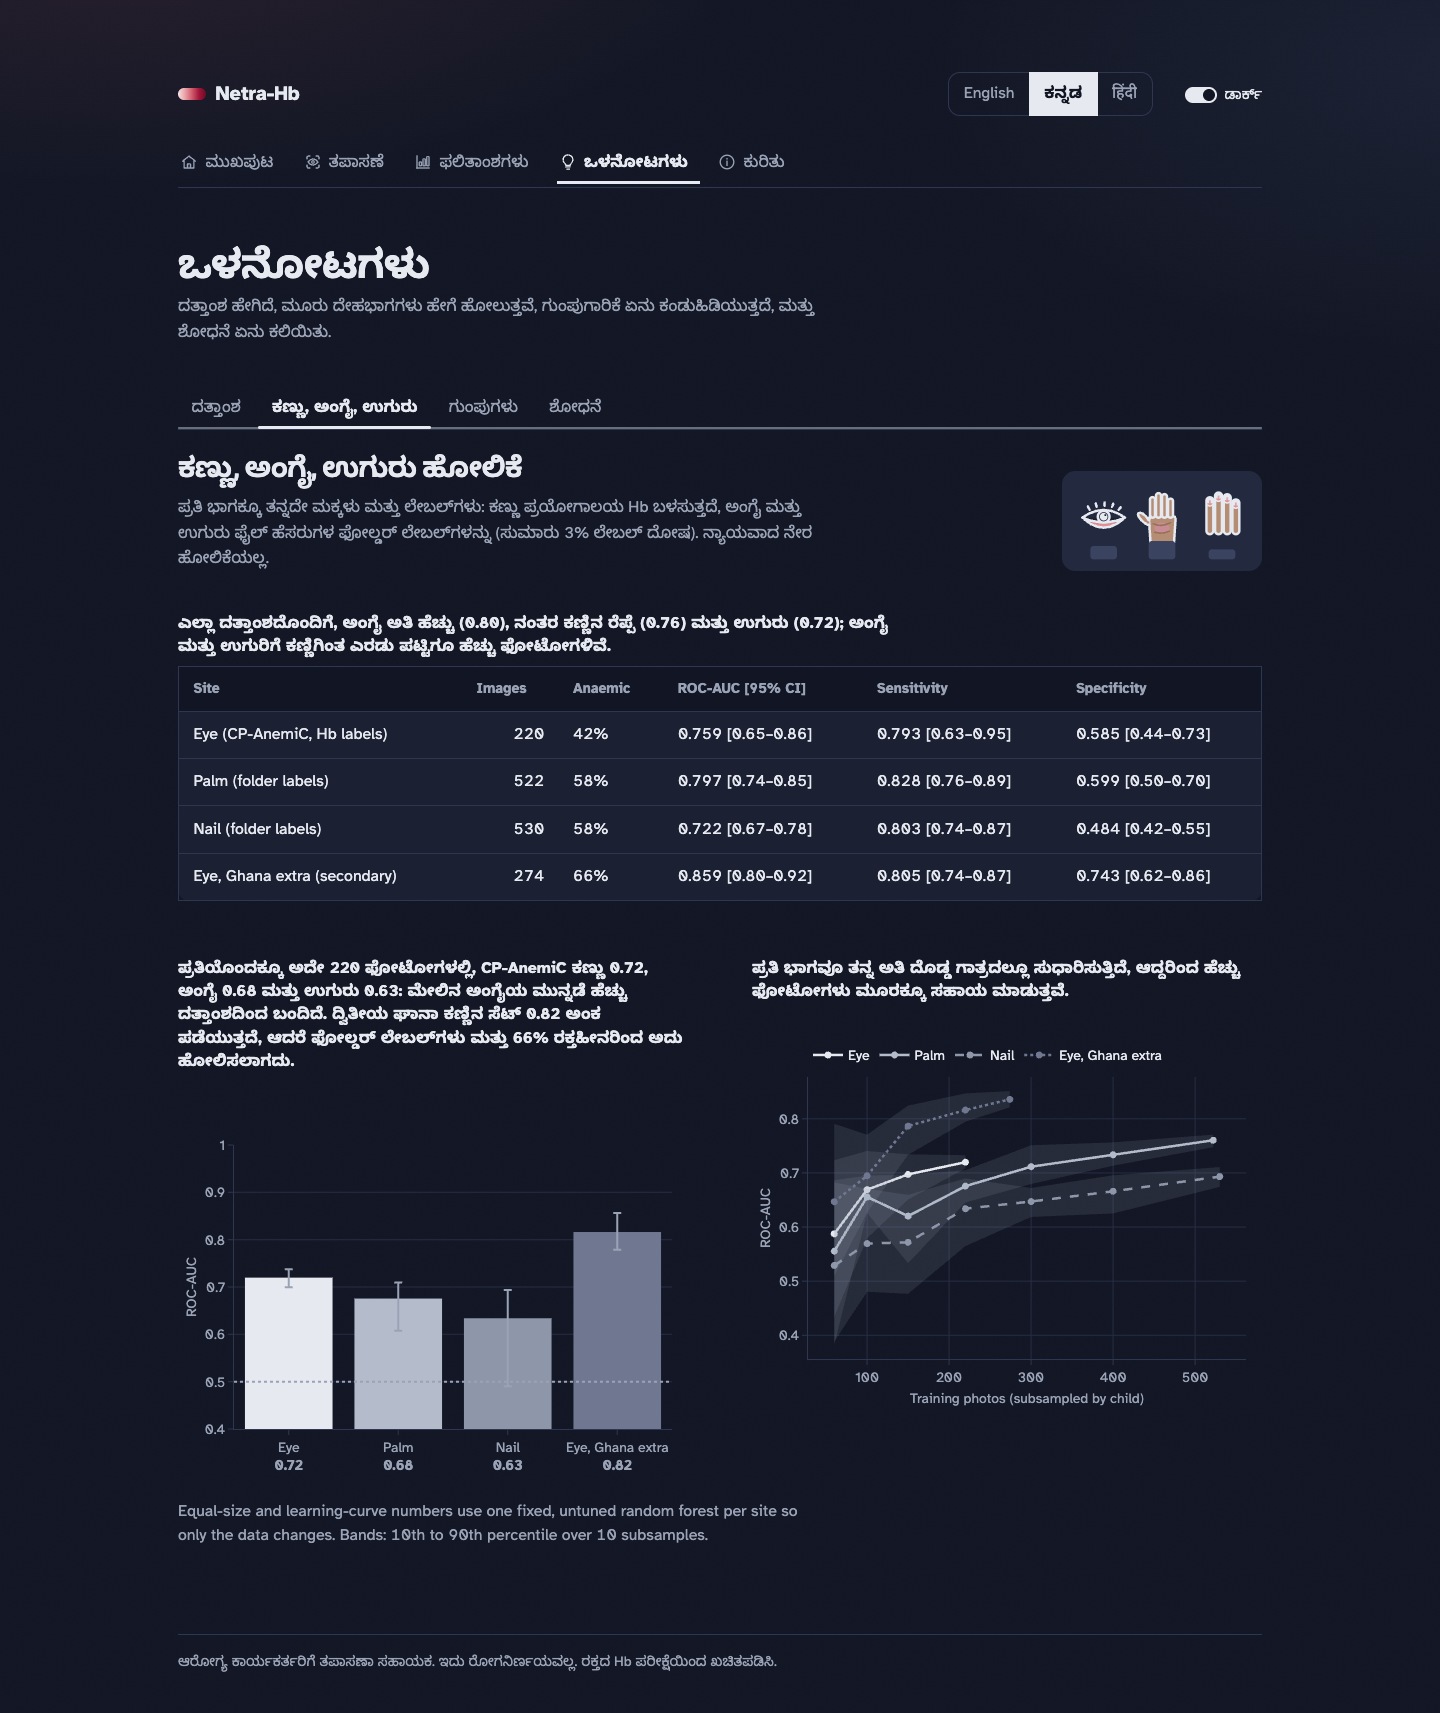 Netra-Hb
English
ಕನ್ನಡ
हिंदी
ಡಾರ್ಕ್
ಮುಖಪುಟ
ತಪಾಸಣೆ
ಫಲಿತಾಂಶಗಳು
ಒಳನೋಟಗಳು
ಕುರಿತು
ಒಳನೋಟಗಳು
ದತ್ತಾಂಶ ಹೇಗಿದೆ, ಮೂರು ದೇಹಭಾಗಗಳು ಹೇಗೆ ಹೋಲುತ್ತವೆ, ಗುಂಪುಗಾರಿಕೆ ಏನು ಕಂಡುಹಿಡಿಯುತ್ತದೆ, ಮತ್ತು
ಶೋಧನೆ ಏನು ಕಲಿಯಿತು.
ದತ್ತಾಂಶ
ಕಣ್ಣು, ಅಂಗೈ, ಉಗುರು
ಗುಂಪುಗಳು
ಶೋಧನೆ
ಕಣ್ಣು, ಅಂಗೈ, ಉಗುರು ಹೋಲಿಕೆ
ಪ್ರತಿ ಭಾಗಕ್ಕೂ ತನ್ನದೇ ಮಕ್ಕಳು ಮತ್ತು ಲೇಬಲ್‌ಗಳು: ಕಣ್ಣು ಪ್ರಯೋಗಾಲಯ Hb ಬಳಸುತ್ತದೆ, ಅಂಗೈ ಮತ್ತು
ಉಗುರು ಫೈಲ್ ಹೆಸರುಗಳ ಫೋಲ್ಡರ್ ಲೇಬಲ್‌ಗಳನ್ನು (ಸುಮಾರು 3% ಲೇಬಲ್ ದೋಷ). ನ್ಯಾಯವಾದ ನೇರ
ಹೋಲಿಕೆಯಲ್ಲ.
ಎಲ್ಲಾ ದತ್ತಾಂಶದೊಂದಿಗೆ, ಅಂಗೈ ಅತಿ ಹೆಚ್ಚು (0.80), ನಂತರ ಕಣ್ಣಿನ ರೆಪ್ಪೆ (0.76) ಮತ್ತು ಉಗುರು (0.72); ಅಂಗೈ
ಮತ್ತು ಉಗುರಿಗೆ ಕಣ್ಣಿಗಿಂತ ಎರಡು ಪಟ್ಟಿಗೂ ಹೆಚ್ಚು ಫೋಟೋಗಳಿವೆ.
Site Images Anaemic ROC-AUC [95% CI] Sensitivity Specificity
Eye (CP-AnemiC, Hb labels) 220 42% 0.759 [0.65–0.86] 0.793 [0.63–0.95] 0.585 [0.44–0.73]
Palm (folder labels) 522 58% 0.797 [0.74–0.85] 0.828 [0.76–0.89] 0.599 [0.50–0.70]
Nail (folder labels) 530 58% 0.722 [0.67–0.78] 0.803 [0.74–0.87] 0.484 [0.42–0.55]
Eye, Ghana extra (secondary) 274 66% 0.859 [0.80–0.92] 0.805 [0.74–0.87] 0.743 [0.62–0.86]
ಪ್ರತಿಯೊಂದಕ್ಕೂ ಅದೇ 220 ಫೋಟೋಗಳಲ್ಲಿ, CP-AnemiC ಕಣ್ಣು 0.72,
ಅಂಗೈ 0.68 ಮತ್ತು ಉಗುರು 0.63: ಮೇಲಿನ ಅಂಗೈಯ ಮುನ್ನಡೆ ಹೆಚ್ಚು
ದತ್ತಾಂಶದಿಂದ ಬಂದಿದೆ. ದ್ವಿತೀಯ ಘಾನಾ ಕಣ್ಣಿನ ಸೆಟ್ 0.82 ಅಂಕ
ಪಡೆಯುತ್ತದೆ, ಆದರೆ ಫೋಲ್ಡರ್ ಲೇಬಲ್‌ಗಳು ಮತ್ತು 66% ರಕ್ತಹೀನರಿಂದ ಅದು
ಹೋಲಿಸಲಾಗದು.
1
0.9
0.8
0.7
0.6
0.5
0.4
ROC-AUC
Eye Palm Nail Eye, Ghana extra
0.72 0.68 0.63 0.82
ಪ್ರತಿ ಭಾಗವೂ ತನ್ನ ಅತಿ ದೊಡ್ಡ ಗಾತ್ರದಲ್ಲೂ ಸುಧಾರಿಸುತ್ತಿದೆ, ಆದ್ದರಿಂದ ಹೆಚ್ಚು
ಫೋಟೋಗಳು ಮೂರಕ್ಕೂ ಸಹಾಯ ಮಾಡುತ್ತವೆ.
Eye Palm Nail Eye, Ghana extra
0.8
0.7
0.6
0.5
0.4
ROC-AUC
100 200 300 400 500
Training photos (subsampled by child)
Equal-size and learning-curve numbers use one fixed, untuned random forest per site so
only the data changes. Bands: 10th to 90th percentile over 10 subsamples.
ಆರೋಗ್ಯ ಕಾರ್ಯಕರ್ತರಿಗೆ ತಪಾಸಣಾ ಸಹಾಯಕ. ಇದು ರೋಗನಿರ್ಣಯವಲ್ಲ. ರಕ್ತದ Hb ಪರೀಕ್ಷೆಯಿಂದ ಖಚಿತಪಡಿಸಿ.